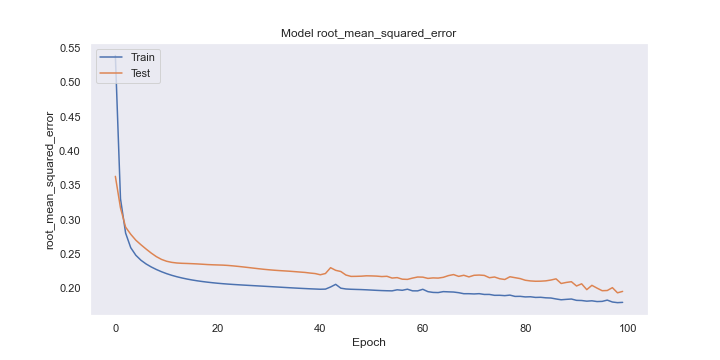 Model root_mean_squared_error
0.55
0.50
0.45
0.40
0.35
0.30
0.25
0.20
root_mean_squared_error
Train
Test
0 20 40 60 80 100
Epoch